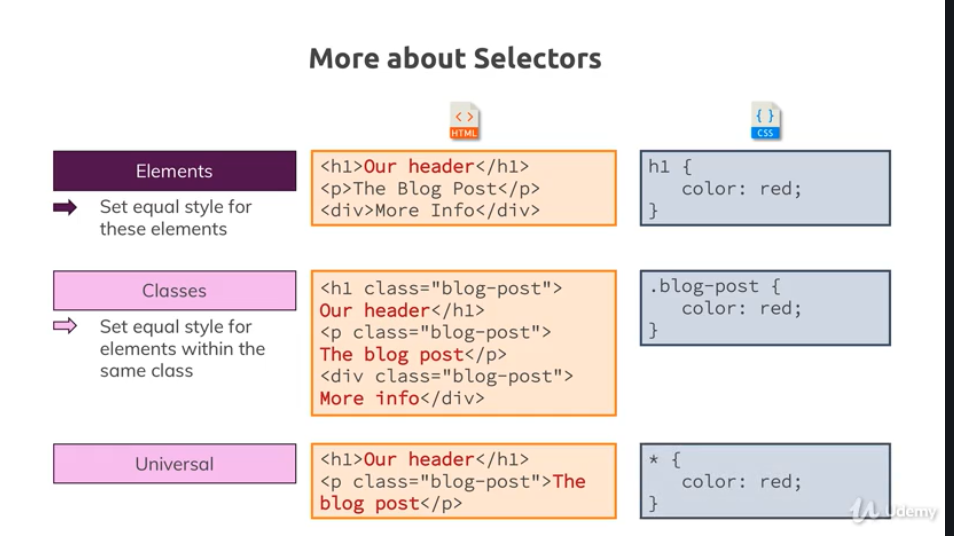 More about Selectors
HTML
CSS
Elements
Set equal style for
these elements
<h1>Our header</h1>
<p>The Blog Post</p>
<div>More Info</div>
h1 {
color: red;
}
Classes
Set equal style for
elements within the
same class
<h1 class="blog-post">
Our header</h1>
<p class="blog-post">
The blog post</p>
<div class="blog-post">
More info</div>
.blog-post {
color: red;
}
Universal
<h1>Our header</h1>
<p class="blog-post">The
blog post</p>
* {
color: red;
}
Udemy